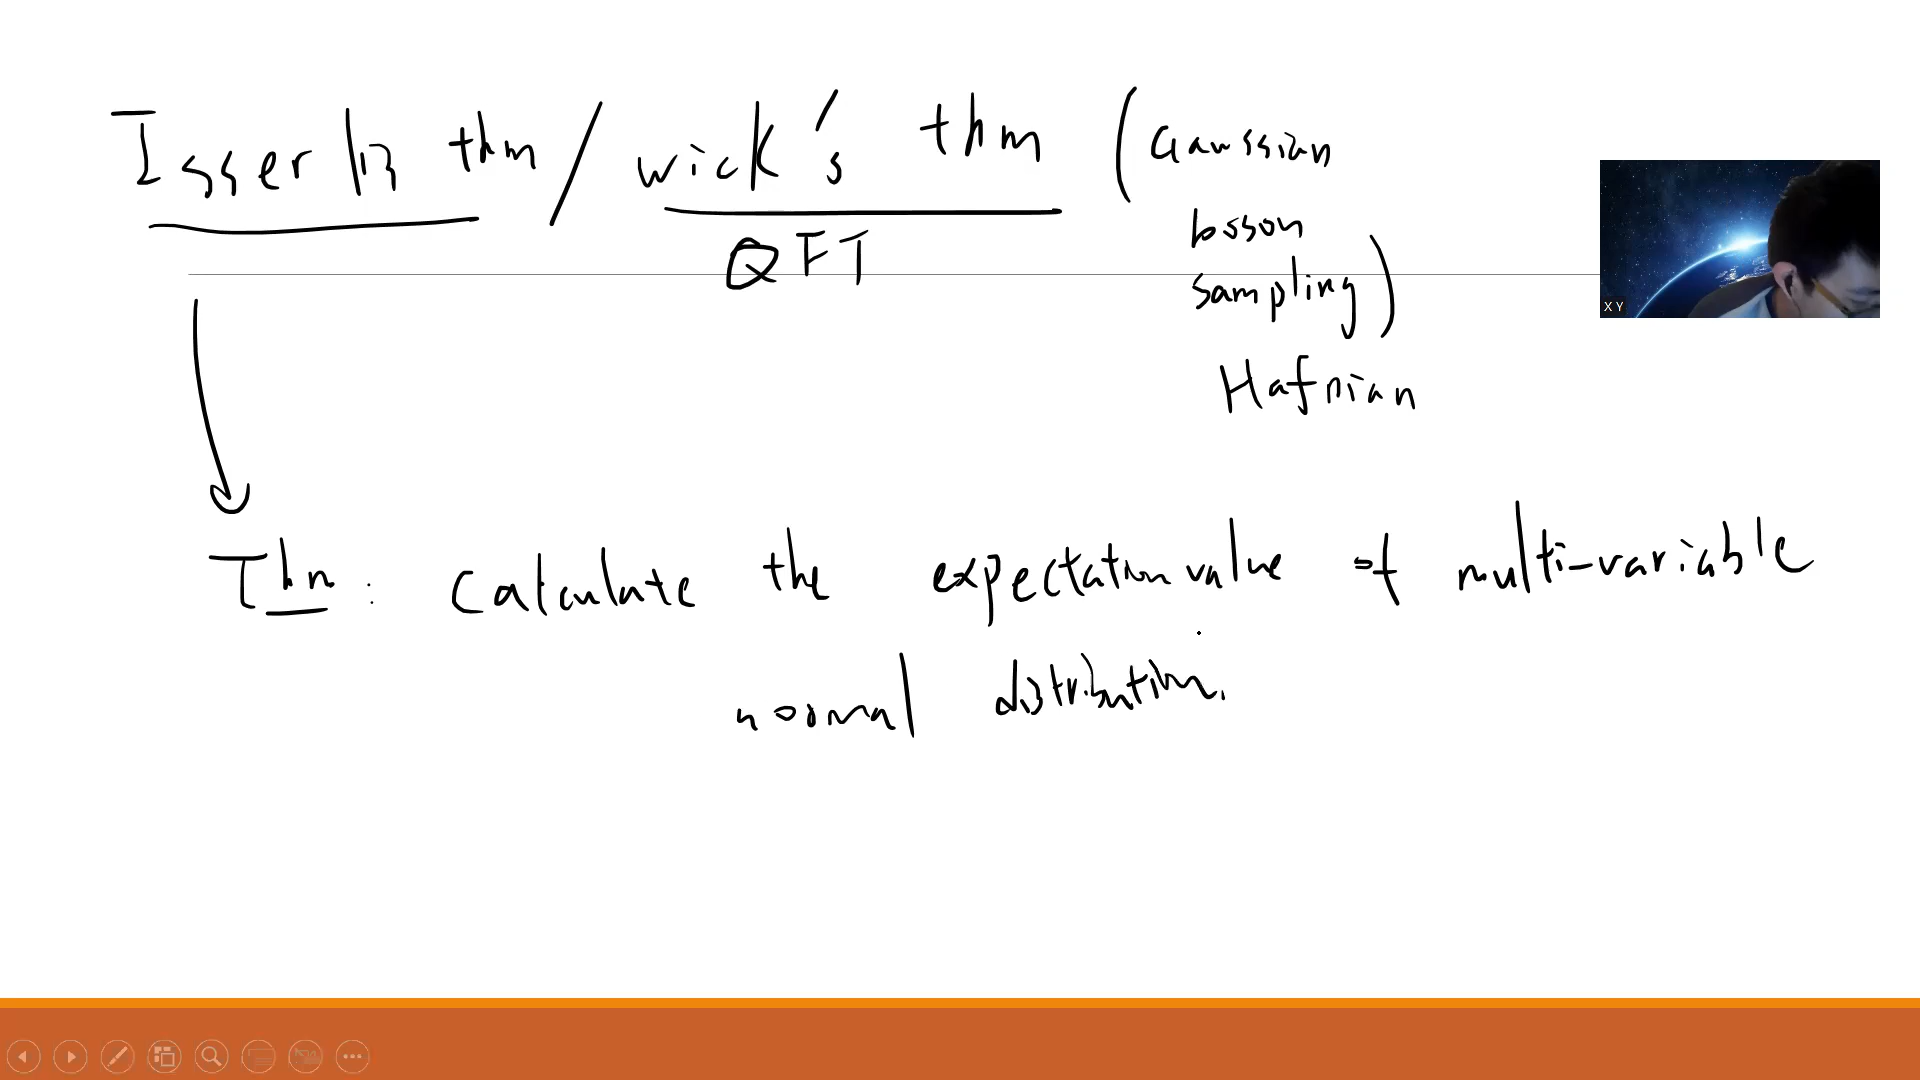 Isserlis thm / wick's thm (Gaussian
boson
sampling)
QFT
Hafnian
Thm: Calculate the expectation value of multi-variable
normal distribution.
X Y